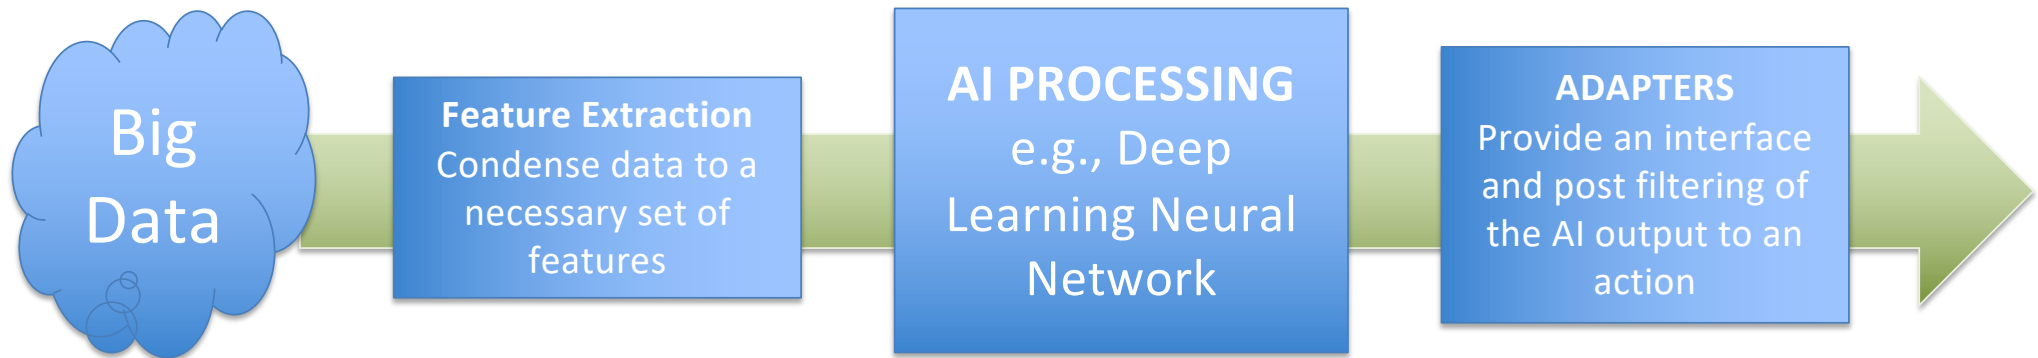 Big
Data
Feature Extraction
Condense data to a
necessary set of
features
AI PROCESSING
e.g., Deep
Learning Neural
Network
ADAPTERS
Provide an interface
and post filtering of
the AI output to an
action